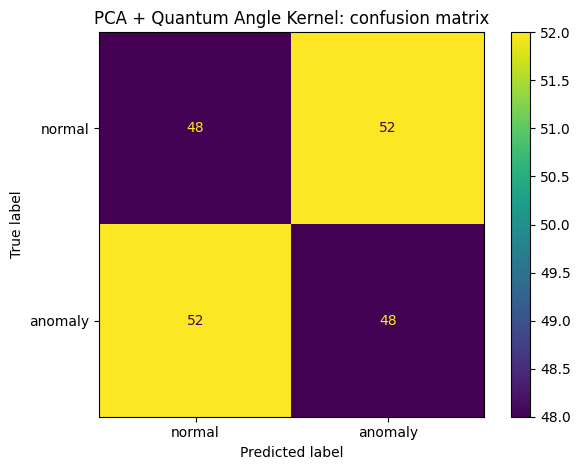 PCA + Quantum Angle Kernel: confusion matrix
52.0
51.5
51.0
50.5
50.0
49.5
49.0
48.5
48.0
True label
normal
48
52
anomaly
52
48
normal
anomaly
Predicted label